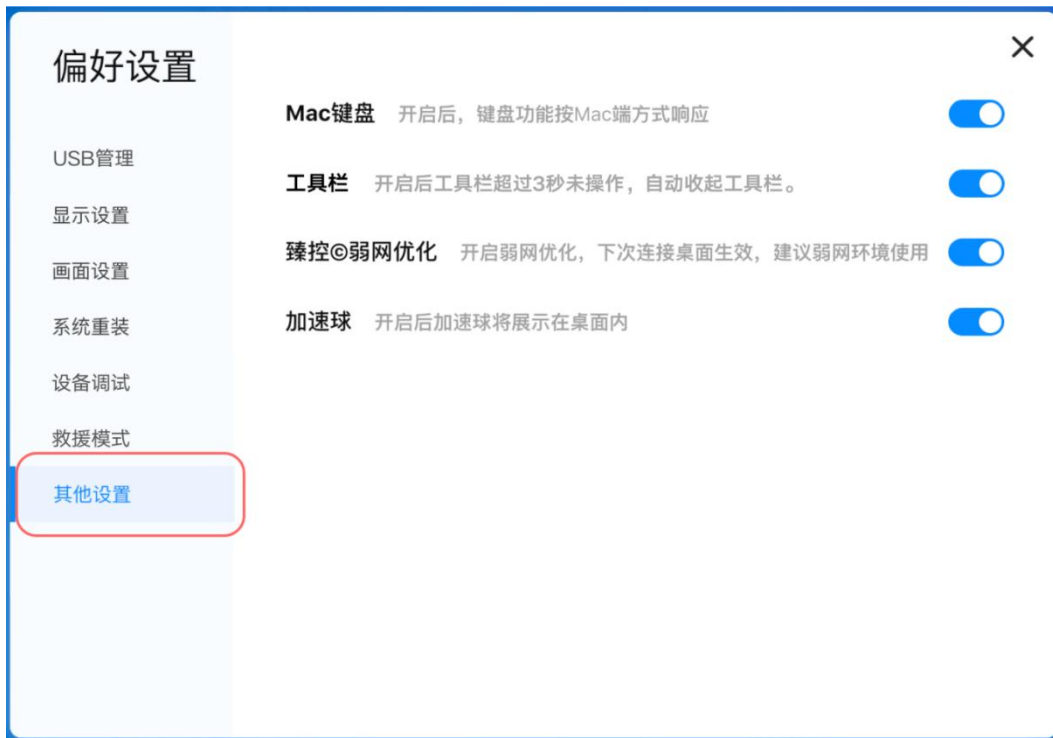 偏好设置
USB管理
显示设置
画面设置
系统重装
设备调试
救援模式
其他设置
Mac键盘 开启后，键盘功能按Mac端方式响应
工具栏 开启后工具栏超过3秒未操作，自动收起工具栏。
臻控©弱网优化 开启弱网优化，下次连接桌面生效，建议弱网环境使用
加速球 开启后加速球将展示在桌面内